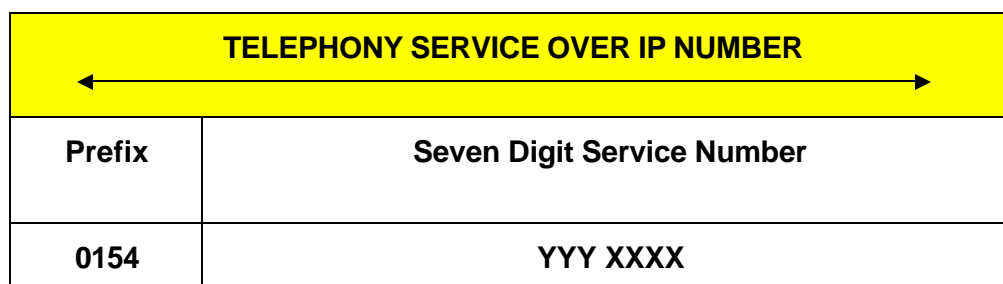 TELEPHONY SERVICE OVER IP NUMBER
Prefix Seven Digit Service Number
0154 YYY XXXX